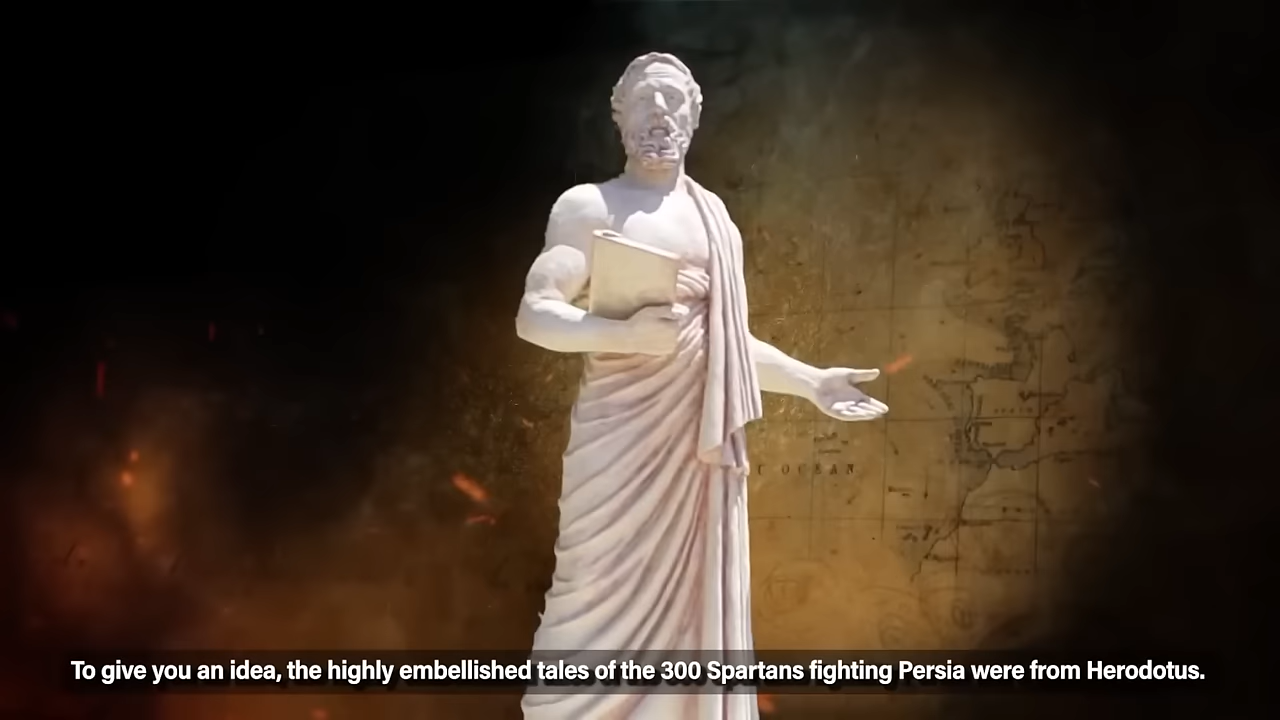 T OCEAN
To give you an idea, the highly embellished tales of the 300 Spartans fighting Persia were from Herodotus.